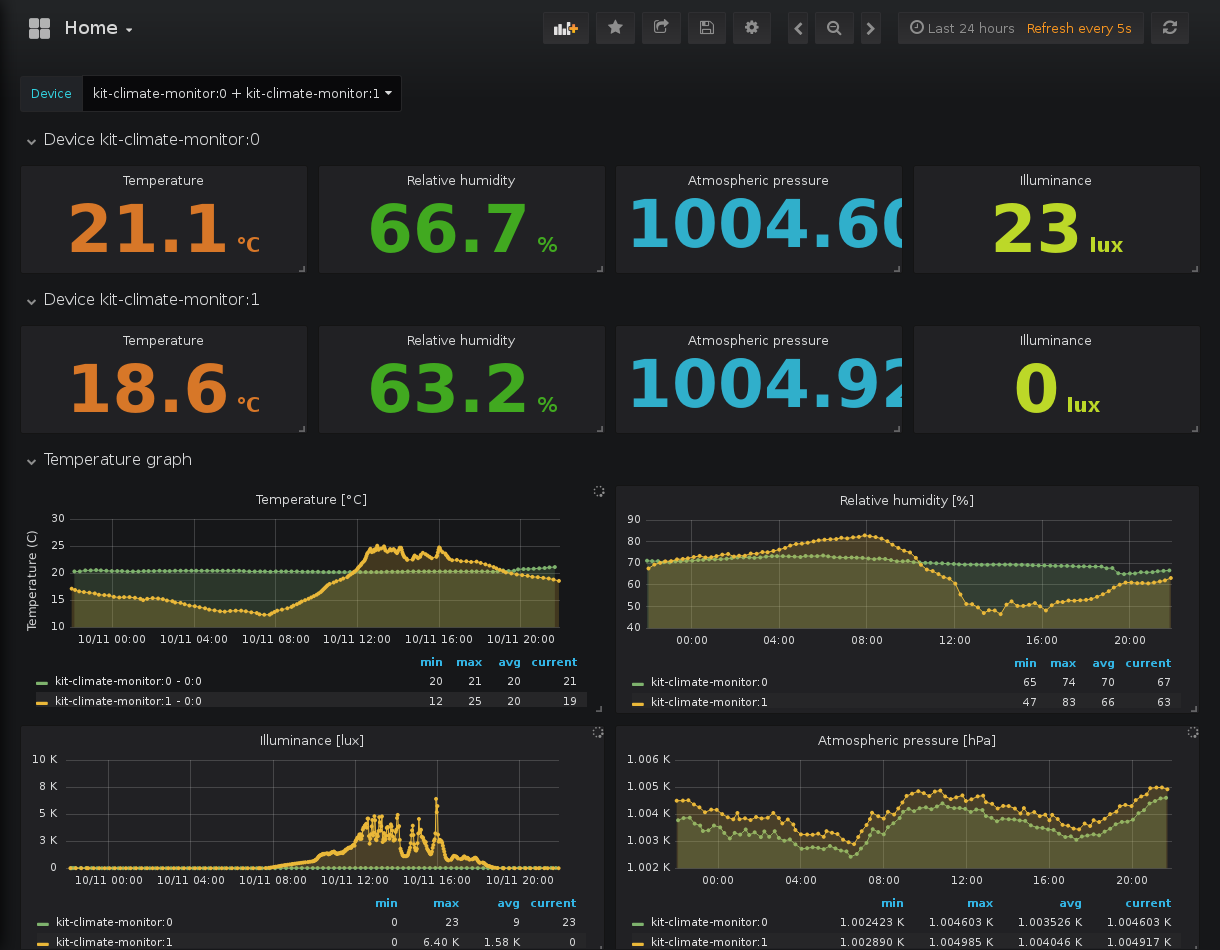 Home
Last 24 hours Refresh every 5s
Device kit-climate-monitor:0 + kit-climate-monitor:1
Device kit-climate-monitor:0
Temperature Relative humidity Atmospheric pressure Illuminance
21.1 °C 66.7 % 1004.60 23 lux
Device kit-climate-monitor:1
Temperature Relative humidity Atmospheric pressure Illuminance
18.6 °C 63.2 % 1004.92 0 lux
Temperature graph
Temperature [°C]
Temperature (C)
30
25
20
15
10
10/11 00:00 10/11 04:00 10/11 08:00 10/11 12:00 10/11 16:00 10/11 20:00
min max avg current
kit-climate-monitor:0 - 0:0 20 21 20 21
kit-climate-monitor:1 - 0:0 12 25 20 19
Relative humidity [%]
90
80
70
60
50
40
00:00 04:00 08:00 12:00 16:00 20:00
min max avg current
kit-climate-monitor:0 65 74 70 67
kit-climate-monitor:1 47 83 66 63
Illuminance [lux]
10 K
8 K
5 K
3 K
0
10/11 00:00 10/11 04:00 10/11 08:00 10/11 12:00 10/11 16:00 10/11 20:00
min max avg current
kit-climate-monitor:0 0 23 9 23
kit-climate-monitor:1 0 6.40 K 1.58 K 0
Atmospheric pressure [hPa]
1.006 K
1.005 K
1.004 K
1.003 K
1.002 K
00:00 04:00 08:00 12:00 16:00 20:00
min max avg current
kit-climate-monitor:0 1.002423 K 1.004603 K 1.003526 K 1.004603 K
kit-climate-monitor:1 1.002890 K 1.004985 K 1.004046 K 1.004917 K